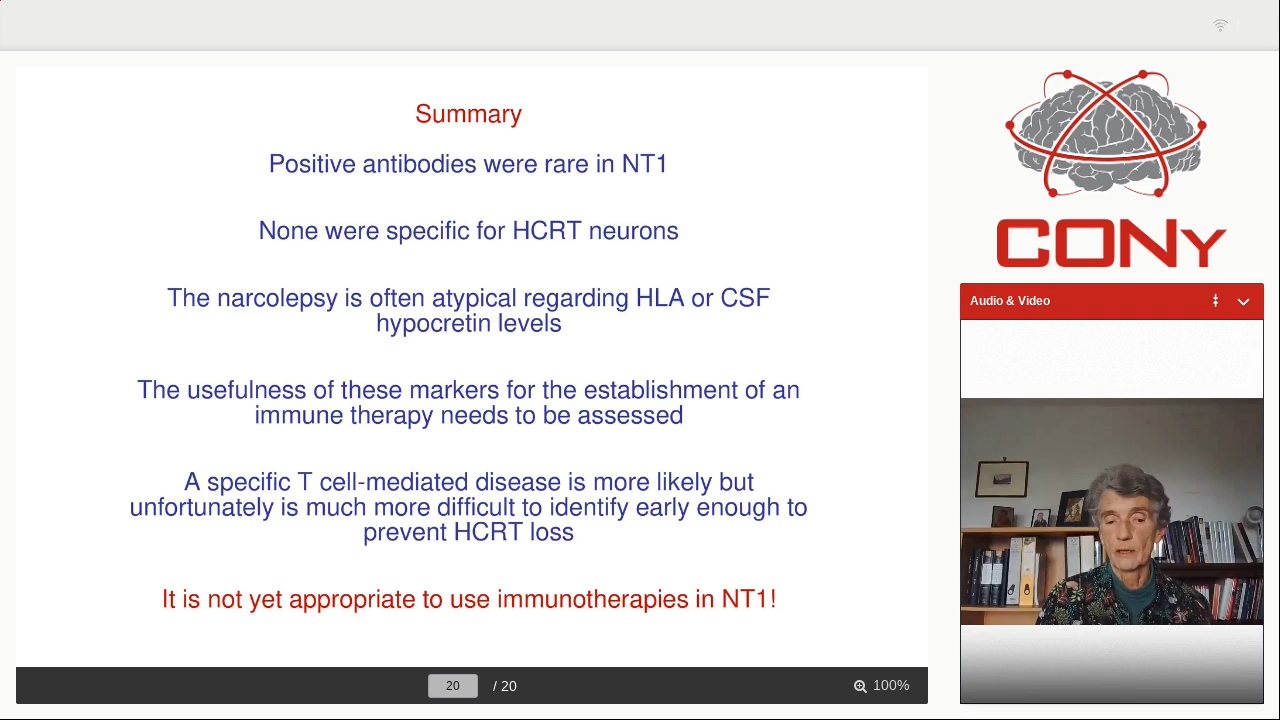 Summary
Positive antibodies were rare in NT1
None were specific for HCRT neurons
The narcolepsy is often atypical regarding HLA or CSF
hypocretin levels
The usefulness of these markers for the establishment of an
immune therapy needs to be assessed
A specific T cell-mediated disease is more likely but
unfortunately is much more difficult to identify early enough to
prevent HCRT loss
It is not yet appropriate to use immunotherapies in NT1!
20 / 20
100%
CONy
Audio & Video